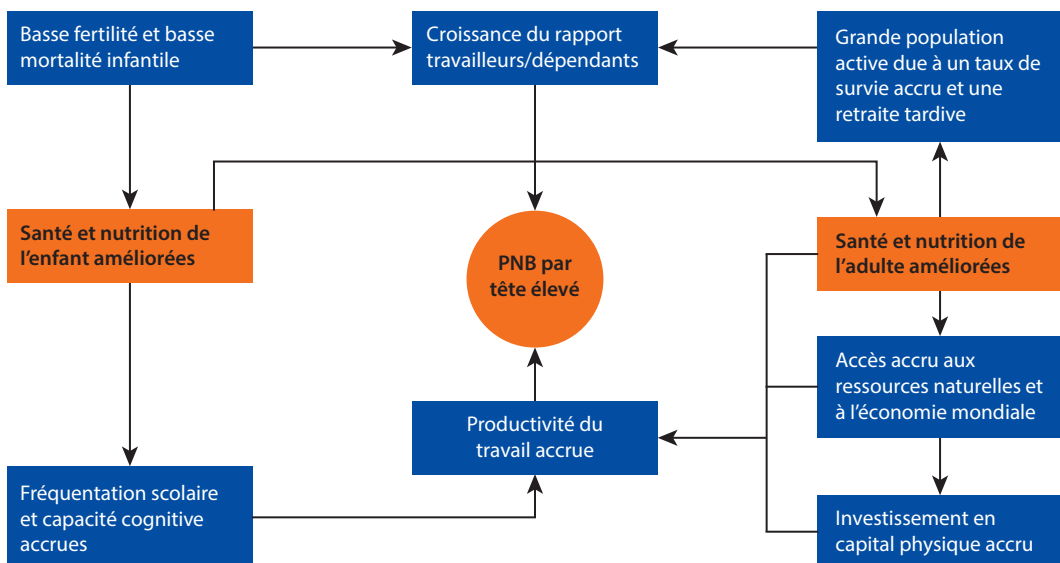 Basse fertilité et basse
mortalité infantile
Croissance du rapport
travailleurs/dépendants
Grande population
active due à un taux de
survie accru et une
retraite tardive
Santé et nutrition de
l’enfant améliorées
PNB par
tête élevé
Santé et nutrition de
l’adulte améliorées
Accès accru aux
ressources naturelles et
à l’économie mondiale
Productivité du
travail accrue
Fréquentation scolaire
et capacité cognitive
accrues
Investissement en
capital physique accru